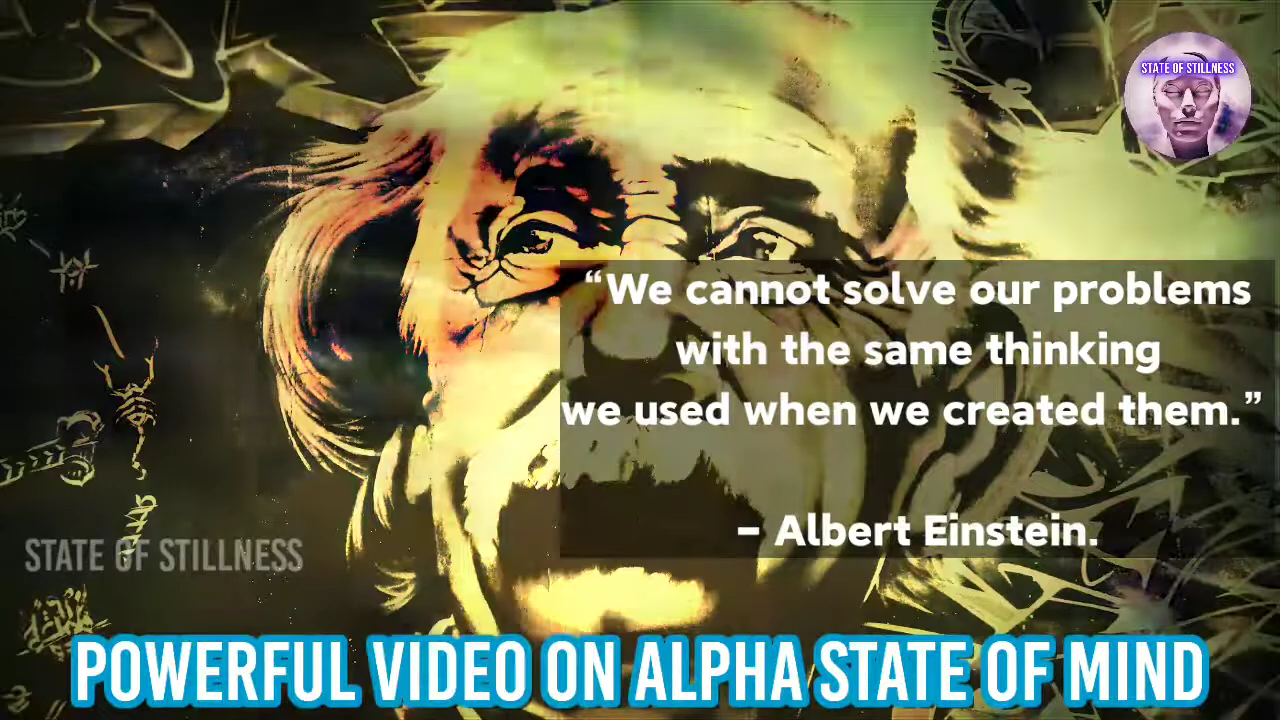 STATE OF STILLNESS
“We cannot solve our problems
with the same thinking
we used when we created them.”
– Albert Einstein.
STATE OF STILLNESS
POWERFUL VIDEO ON ALPHA STATE OF MIND